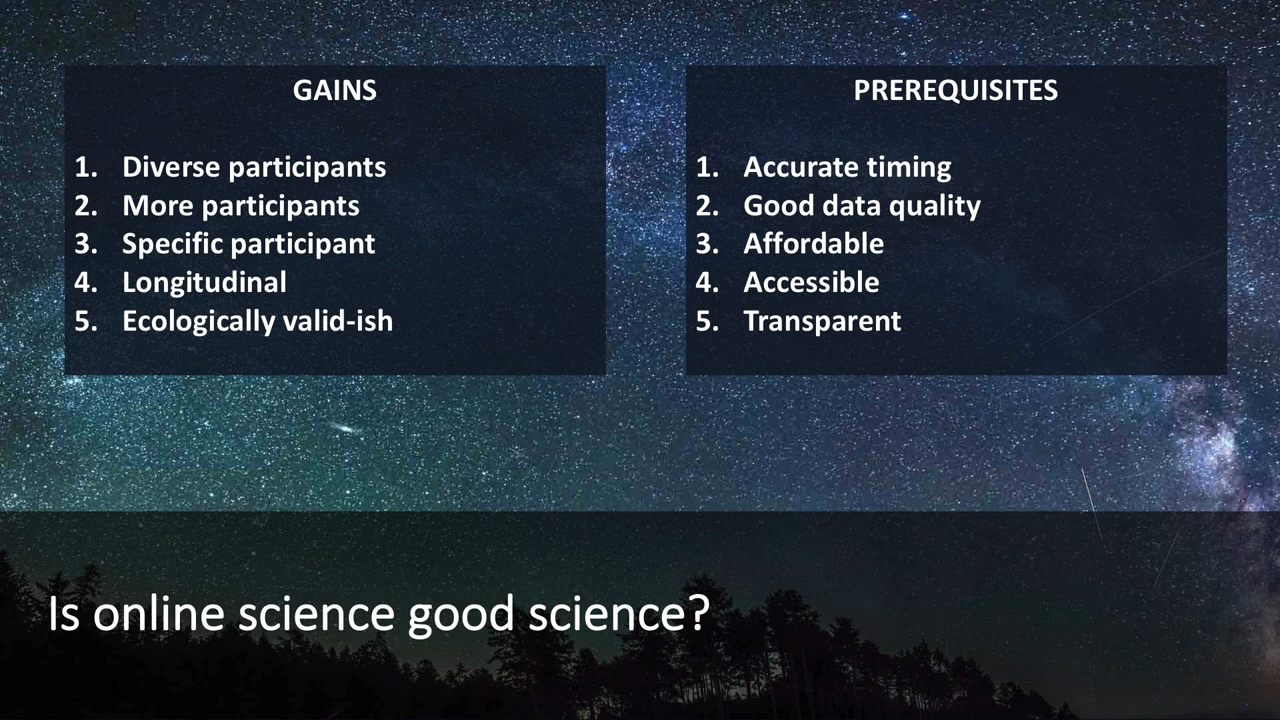 GAINS
1. Diverse participants
2. More participants
3. Specific participant
4. Longitudinal
5. Ecologically valid-ish
PREREQUISITES
1. Accurate timing
2. Good data quality
3. Affordable
4. Accessible
5. Transparent
Is online science good science?